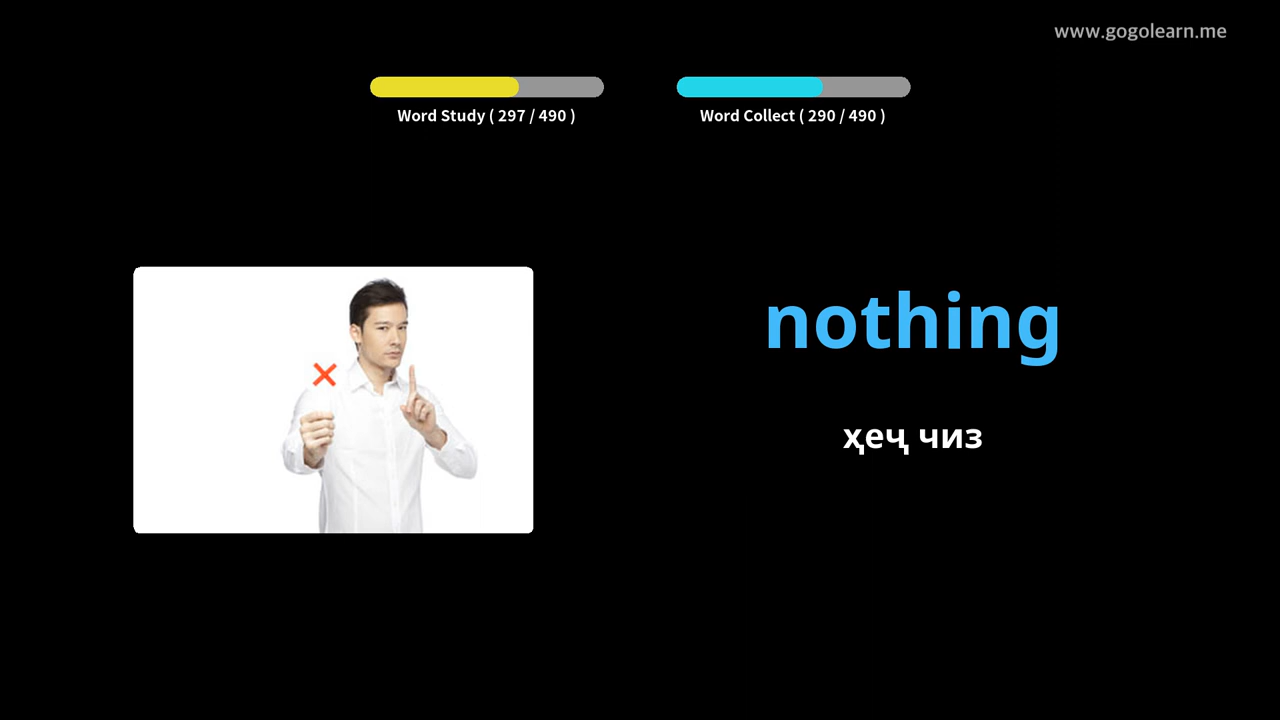 www.gogolearn.me
Word Study ( 297 / 490 )
Word Collect ( 290 / 490 )
nothing
ҳеҷ чиз